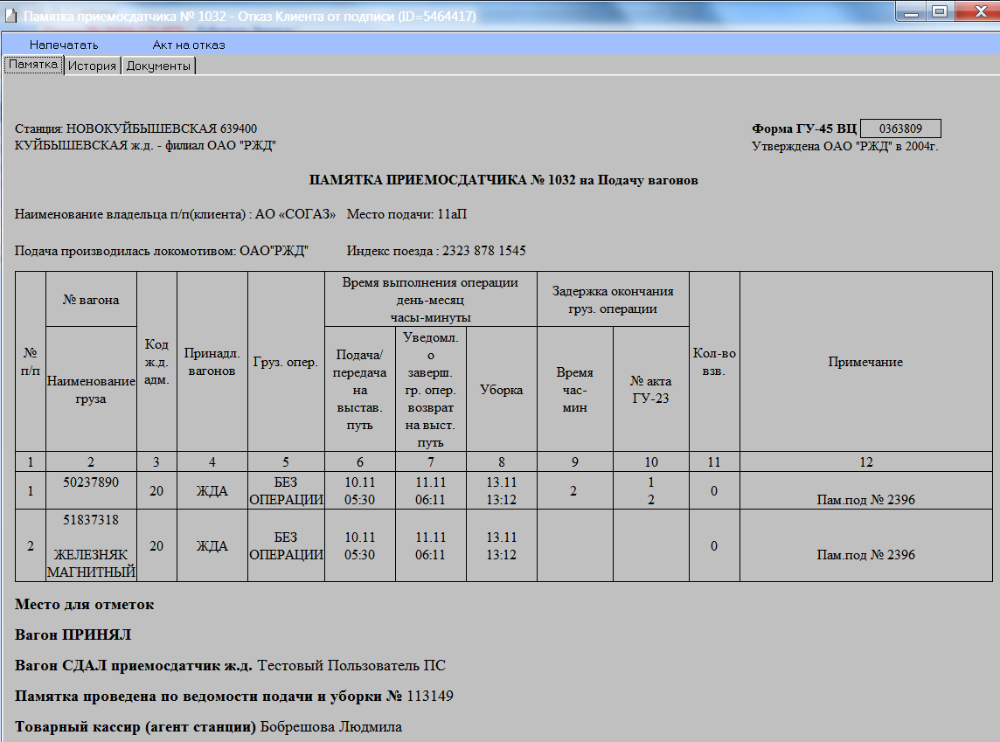 Памятка приемосдатчика № 1032 - Отказ Клиента от подписи (ID=5464417)
Напечатать Акт на отказ
Памятка История Документы
Станция: НОВОКУЙБЫШЕВСКАЯ 639400
КУЙБЫШЕВСКАЯ ж.д. - филиал ОАО "РЖД"
Форма ГУ-45 ВЦ 0363809
Утверждена ОАО "РЖД" в 2004г.
ПАМЯТКА ПРИЕМОСДАТЧИКА № 1032 на Подачу вагонов
Наименование владельца п/п(клиента) : АО «СОГАЗ» Место подачи: 11аП
Подача производилась локомотивом: ОАО"РЖД" Индекс поезда : 2323 878 1545
№
п/п
№ вагона
Наименование
груза
Код
ж.д.
адм.
Принадл.
вагонов
Груз. опер.
Время выполнения операции
день-месяц
часы-минуты
Подача/
передача
на
выстав.
путь
Уведомл.
о
заверш.
гр. опер.
возврат
на выст.
путь
Уборка
Задержка окончания
груз. операции
Время
час-
мин
№ акта
ГУ-23
Кол-во
взв.
Примечание
1 2 3 4 5 6 7 8 9 10 11 12
1
50237890
20
ЖДА
БЕЗ
ОПЕРАЦИИ
10.11
05:30
11.11
06:11
13.11
13:12
2
1
2
0
Пам.под № 2396
2
51837318
ЖЕЛЕЗНЯК
МАГНИТНЫЙ
20
ЖДА
БЕЗ
ОПЕРАЦИИ
10.11
05:30
11.11
06:11
13.11
13:12
0
Пам.под № 2396
Место для отметок
Вагон ПРИНЯЛ
Вагон СДАЛ приемосдатчик ж.д. Тестовый Пользователь ПС
Памятка проведена по ведомости подачи и уборки № 113149
Товарный кассир (агент станции) Бобрешова Людмила